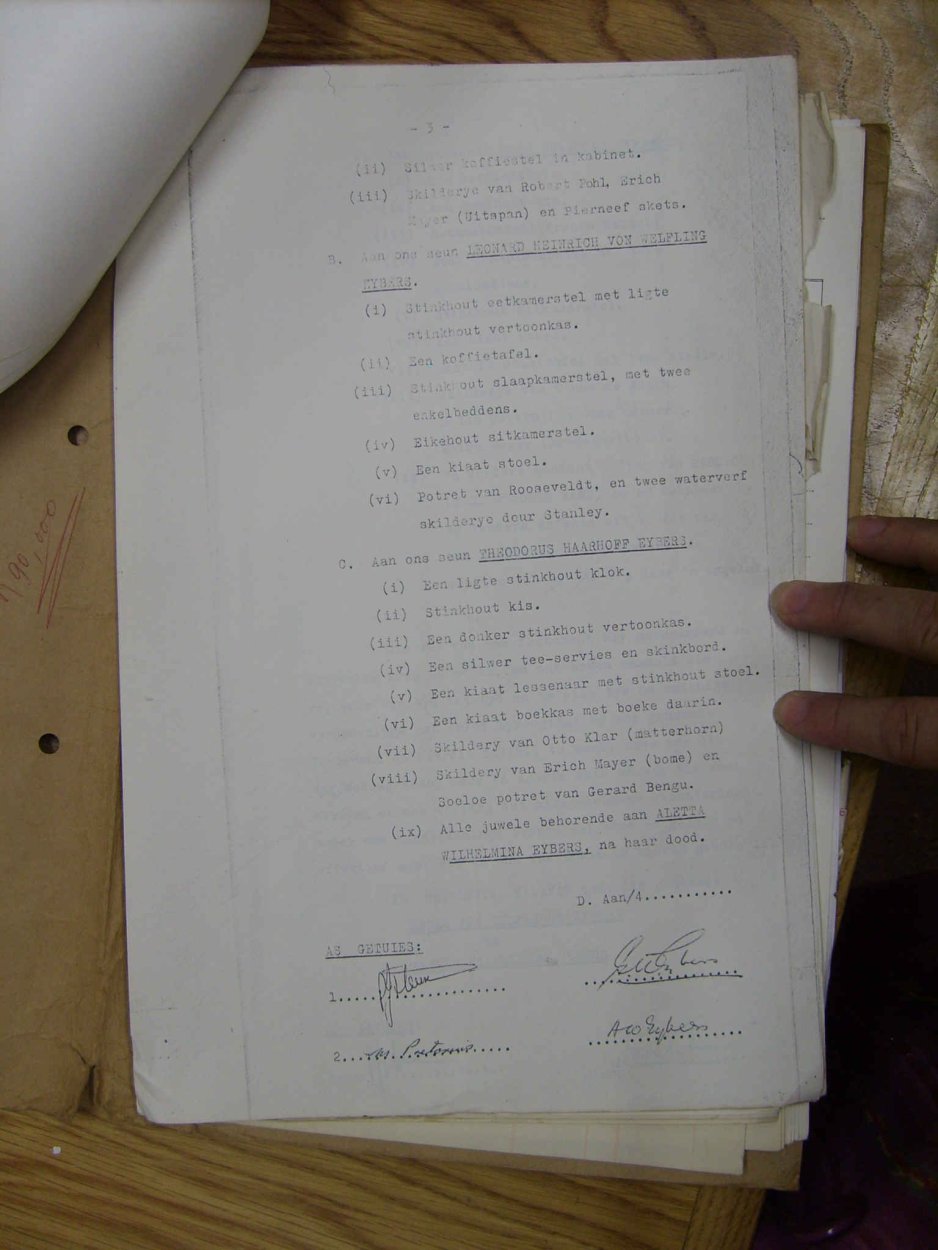 - 3 -
(ii) Silwer koffiestel in kabinet.
(iii) Skilderye van Robert Pohl, Erich
Mayer (Uitspan) en Pierneef skets.
B. Aan ons seun LEONARD HEINRICH VON WELFLING
EYBERS.
(i) Stinkhout eetkamerstel met ligte
stinkhout vertoonkas.
(ii) Een koffietafel.
(iii) Stinkhout slaapkamerstel, met twee
enkelbeddens.
(iv) Eikehout sitkamerstel.
(v) Een kiaat stoel.
(vi) Potret van Rooseveldt, en twee waterverf
skilderye deur Stanley.
C. Aan ons seun THEODORUS HAARHOFF EYBERS.
(i) Een ligte stinkhout klok.
(ii) Stinkhout kis.
(iii) Een donker stinkhout vertoonkas.
(iv) Een silwer tee-servies en skinkbord.
(v) Een kiaat lessenaar met stinkhout stoel.
(vi) Een kiaat boekkas met boeke daarin.
(vii) Skildery van Otto Klar (matterhorn)
(viii) Skildery van Erich Mayer (bome) en
Soeloe potret van Gerard Bengu.
(ix) Alle juwele behorende aan ALETTA
WILHELMINA EYBERS, na haar dood.
D. Aan/4...........
AS GETUIES:
1.
2. M. Pretorius
A W Eybers